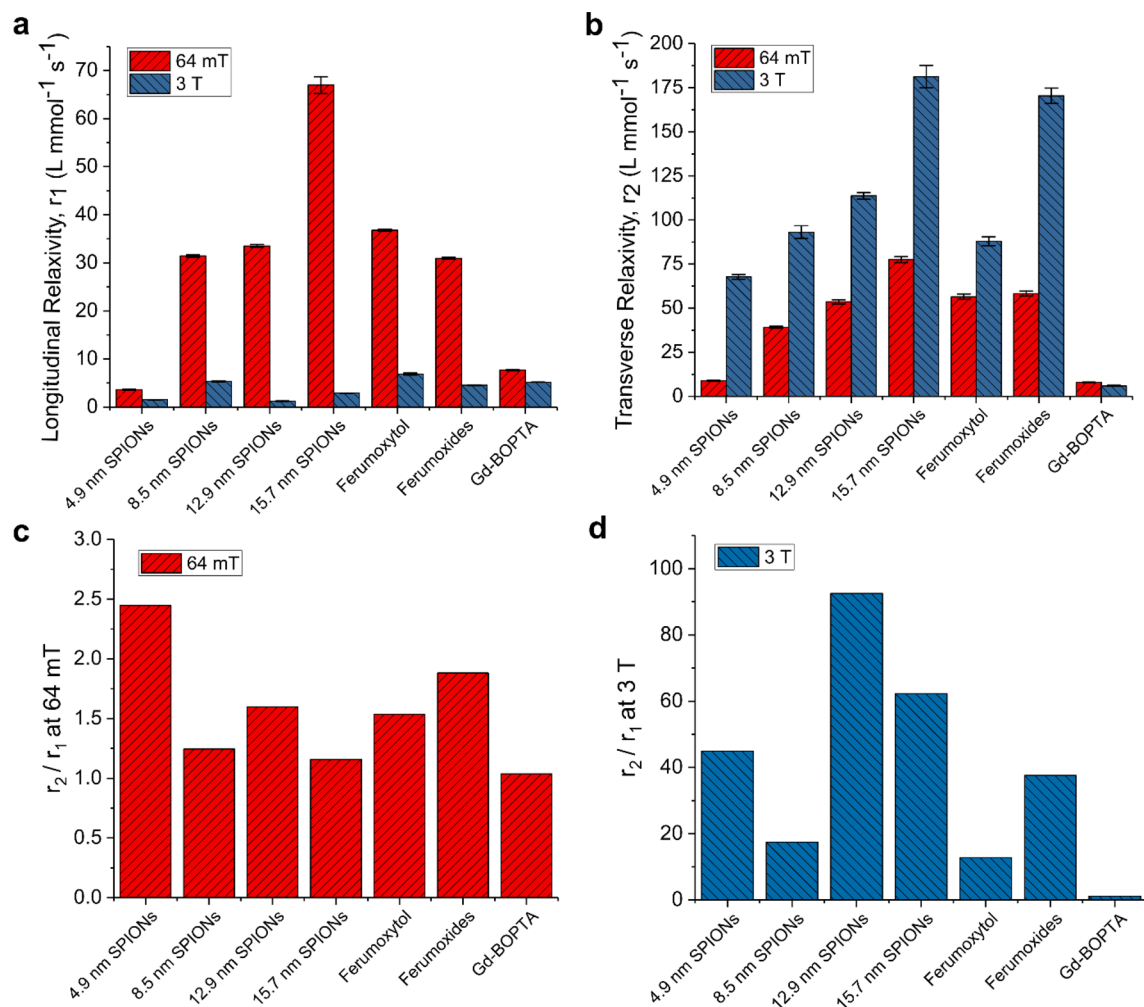 a
64 mT
3 T
Longitudinal Relaxivity, r₁ (L mmol⁻¹ s⁻¹)
70
60
50
40
30
20
10
0
4.9 nm SPIONs
8.5 nm SPIONs
12.9 nm SPIONs
15.7 nm SPIONs
Ferumoxytol
Ferumoxides
Gd-BOPTA
b
64 mT
3 T
Transverse Relaxivity, r₂ (L mmol⁻¹ s⁻¹)
200
175
150
125
100
75
50
25
0
4.9 nm SPIONs
8.5 nm SPIONs
12.9 nm SPIONs
15.7 nm SPIONs
Ferumoxytol
Ferumoxides
Gd-BOPTA
c
64 mT
r₂ / r₁ at 64 mT
3.0
2.5
2.0
1.5
1.0
0.5
0.0
4.9 nm SPIONs
8.5 nm SPIONs
12.9 nm SPIONs
15.7 nm SPIONs
Ferumoxytol
Ferumoxides
Gd-BOPTA
d
3 T
r₂ / r₁ at 3 T
100
80
60
40
20
0
4.9 nm SPIONs
8.5 nm SPIONs
12.9 nm SPIONs
15.7 nm SPIONs
Ferumoxytol
Ferumoxides
Gd-BOPTA